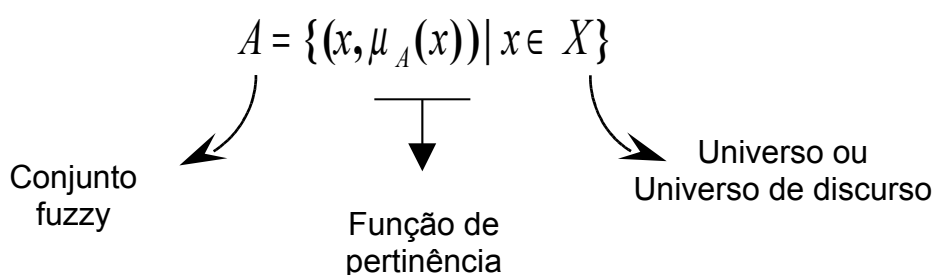 A = {(x, μ_A(x)) | x ∈ X}
Conjunto
fuzzy
Função de
pertinência
Universo ou
Universo de discurso